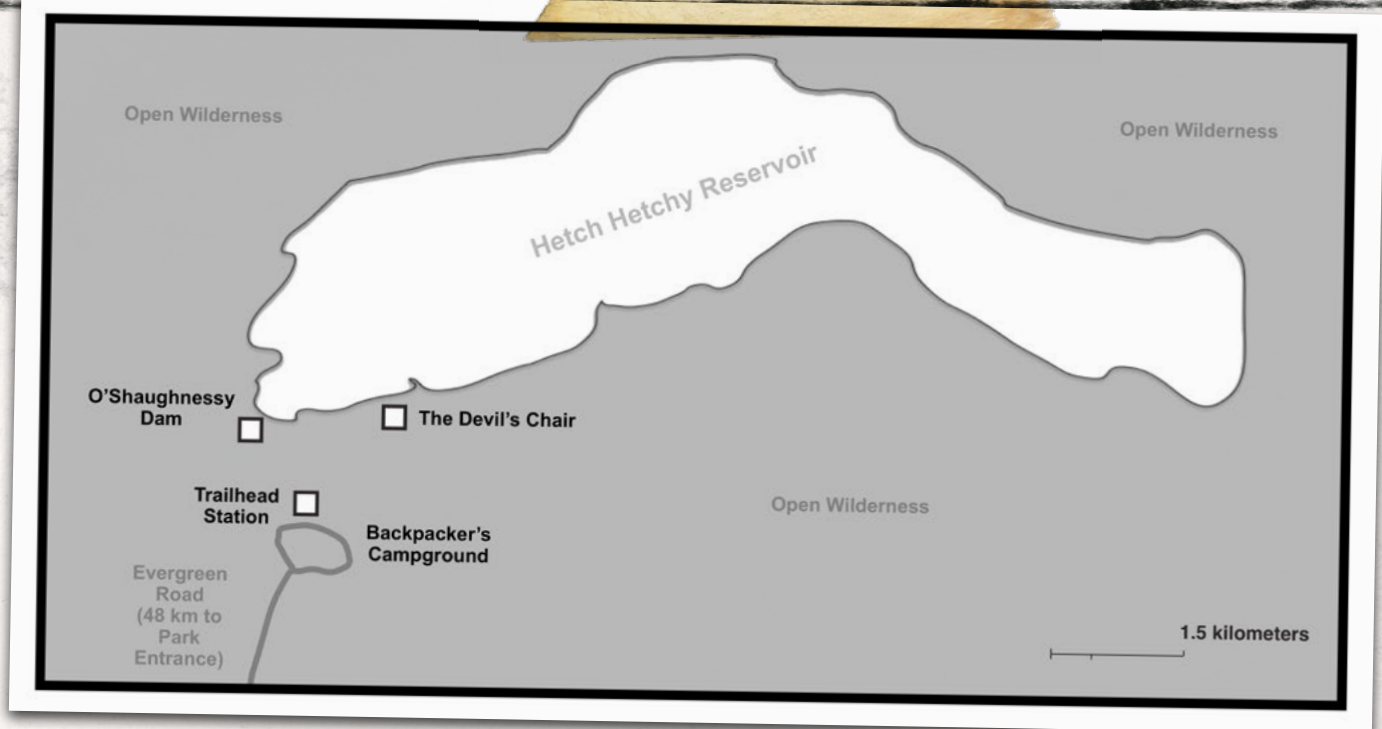 Open Wilderness
Open Wilderness
Hetch Hetchy Reservoir
O'Shaughnessy
Dam
The Devil's Chair
Trailhead
Station
Open Wilderness
Backpacker's
Campground
Evergreen
Road
(48 km to
Park
Entrance)
1.5 kilometers